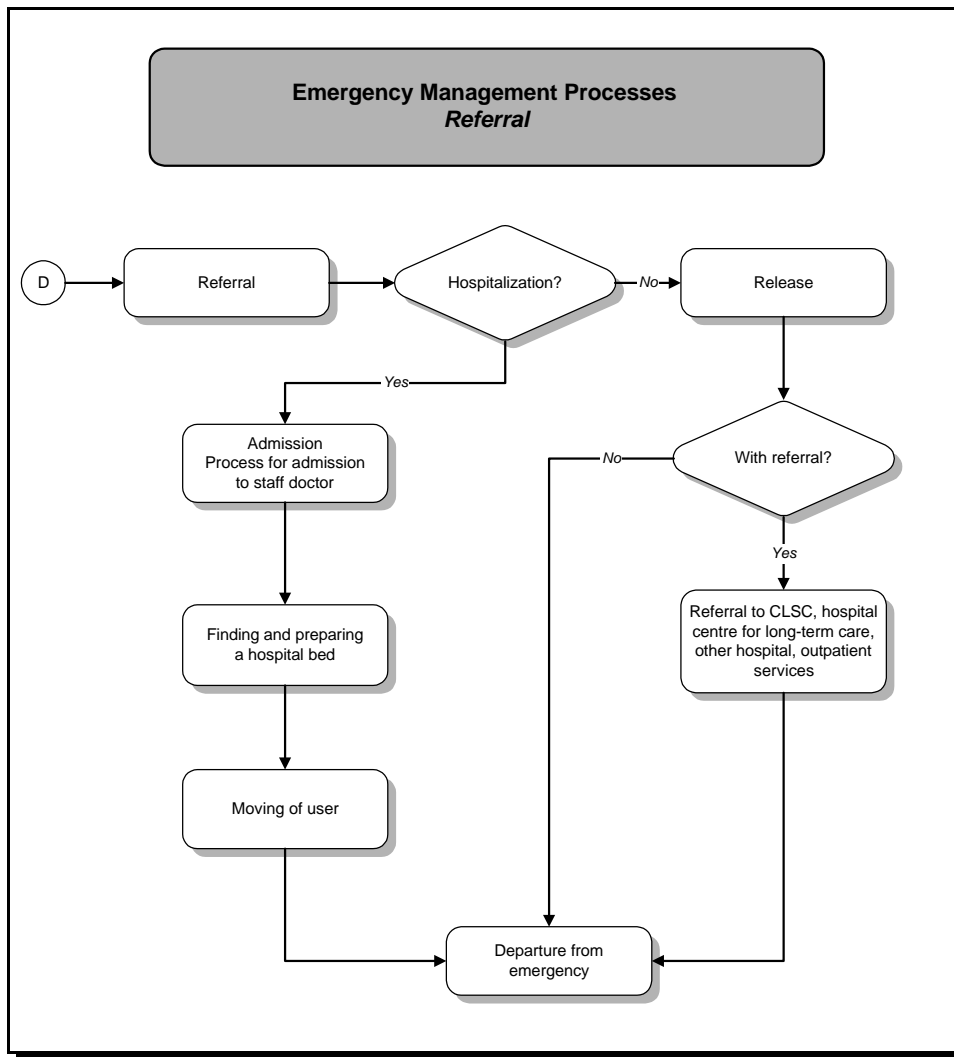 Emergency Management Processes
Referral
D
Referral
Hospitalization?
No
Release
Yes
Admission
Process for admission
to staff doctor
No
With referral?
Yes
Finding and preparing
a hospital bed
Referral to CLSC, hospital
centre for long-term care,
other hospital, outpatient
services
Moving of user
Departure from
emergency